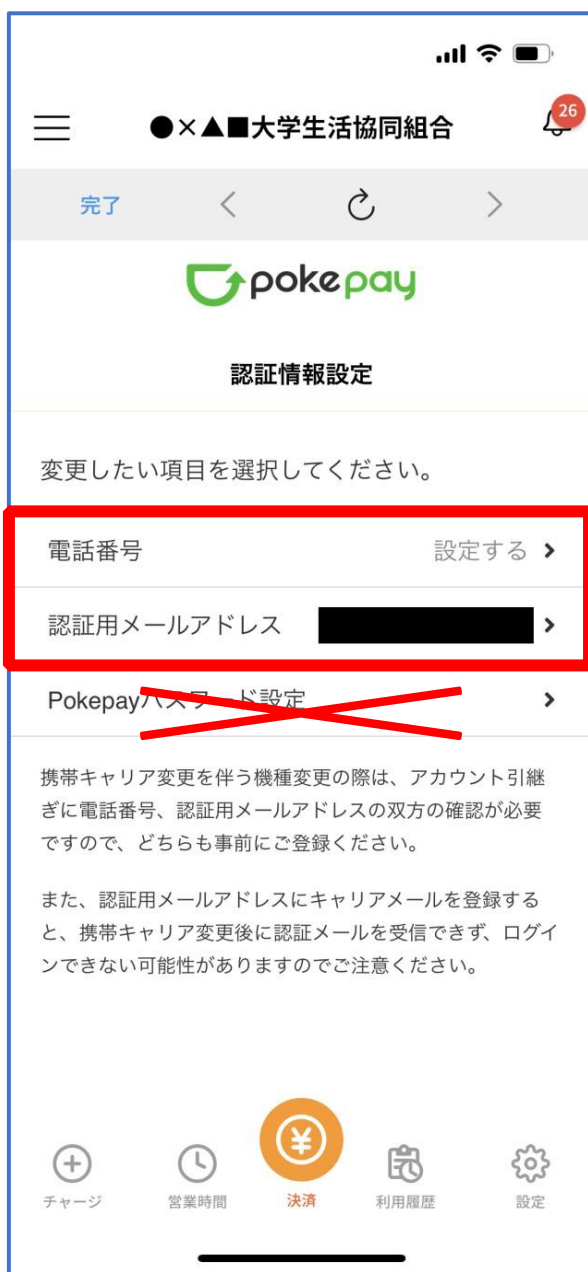 ●×▲■大学生活協同組合
26
完了
pokepay
認証情報設定
変更したい項目を選択してください。
電話番号 設定する
認証用メールアドレス
Pokepayパスワード設定
携帯キャリア変更を伴う機種変更の際は、アカウント引継
ぎに電話番号、認証用メールアドレスの双方の確認が必要
ですので、どちらも事前にご登録ください。
また、認証用メールアドレスにキャリアメールを登録する
と、携帯キャリア変更後に認証メールを受信できず、ログイ
ンできない可能性がありますのでご注意ください。
チャージ 営業時間 決済 利用履歴 設定